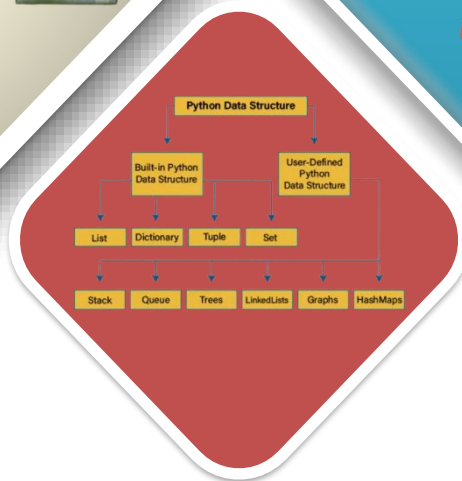 Python Data Structure
Built-in Python
Data Structure
User-Defined
Python
Data Structure
List
Dictionary
Tuple
Set
Stack
Queue
Trees
LinkedLists
Graphs
HashMaps